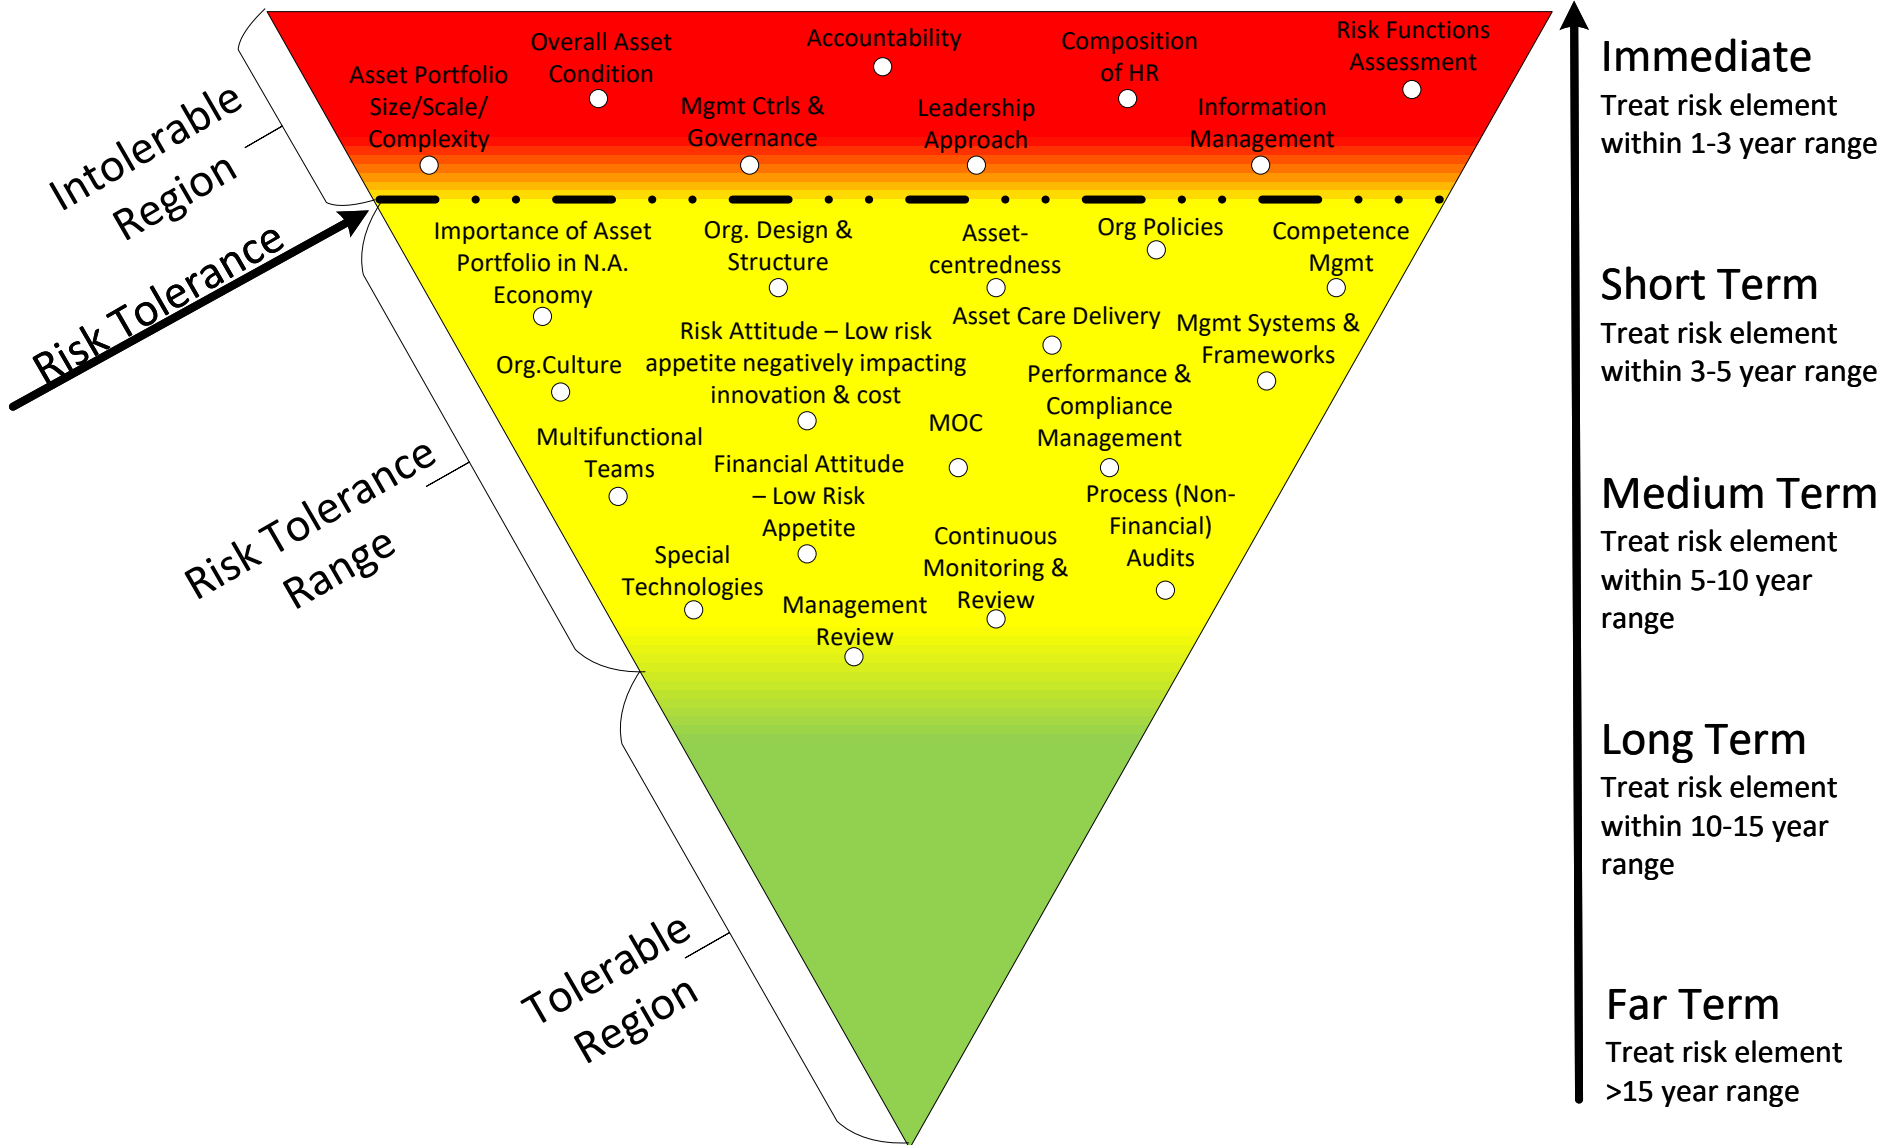 Intolerable
Region
Risk Tolerance
Risk Tolerance
Range
Tolerable
Region
Asset Portfolio
Size/Scale/
Complexity
Overall Asset
Condition
Mgmt Ctrls &
Governance
Accountability
Leadership
Approach
Composition
of HR
Information
Management
Risk Functions
Assessment
Importance of Asset
Portfolio in N.A.
Economy
Org. Design &
Structure
Asset-
centredness
Org Policies
Competence
Mgmt
Org.Culture
Risk Attitude – Low risk
appetite negatively impacting
innovation & cost
Asset Care Delivery
Mgmt Systems &
Frameworks
Multifunctional
Teams
Financial Attitude
– Low Risk
Appetite
MOC
Performance &
Compliance
Management
Process (Non-
Financial)
Audits
Special
Technologies
Management
Review
Continuous
Monitoring &
Review
Immediate
Treat risk element
within 1-3 year range
Short Term
Treat risk element
within 3-5 year range
Medium Term
Treat risk element
within 5-10 year
range
Long Term
Treat risk element
within 10-15 year
range
Far Term
Treat risk element
>15 year range